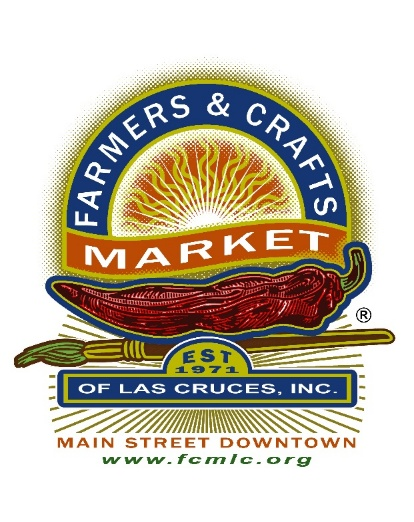 FARMERS & CRAFTS
MARKET
®
EST
1971
OF LAS CRUCES, INC.
MAIN STREET DOWNTOWN
www.fcmlc.org